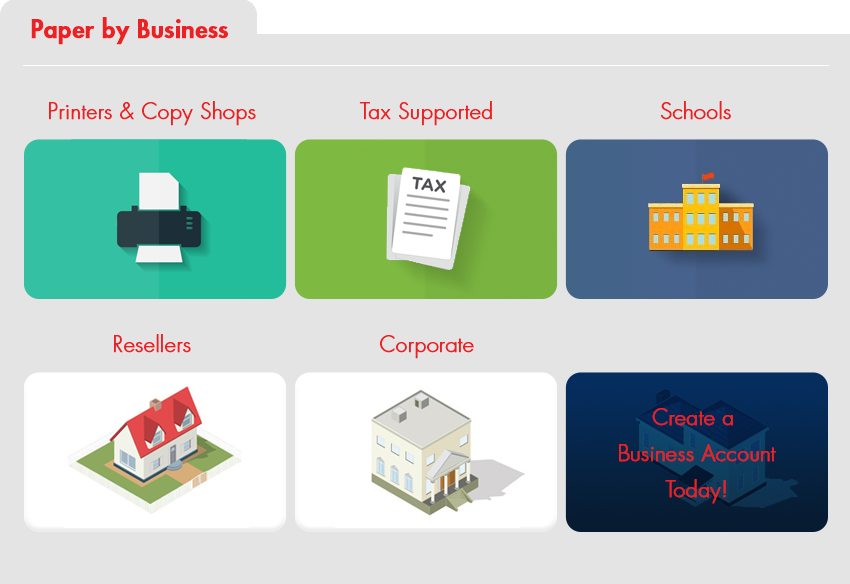 Paper by Business
Printers & Copy Shops
Tax Supported
Schools
TAX
Resellers
Corporate
Create a
Business Account
Today!